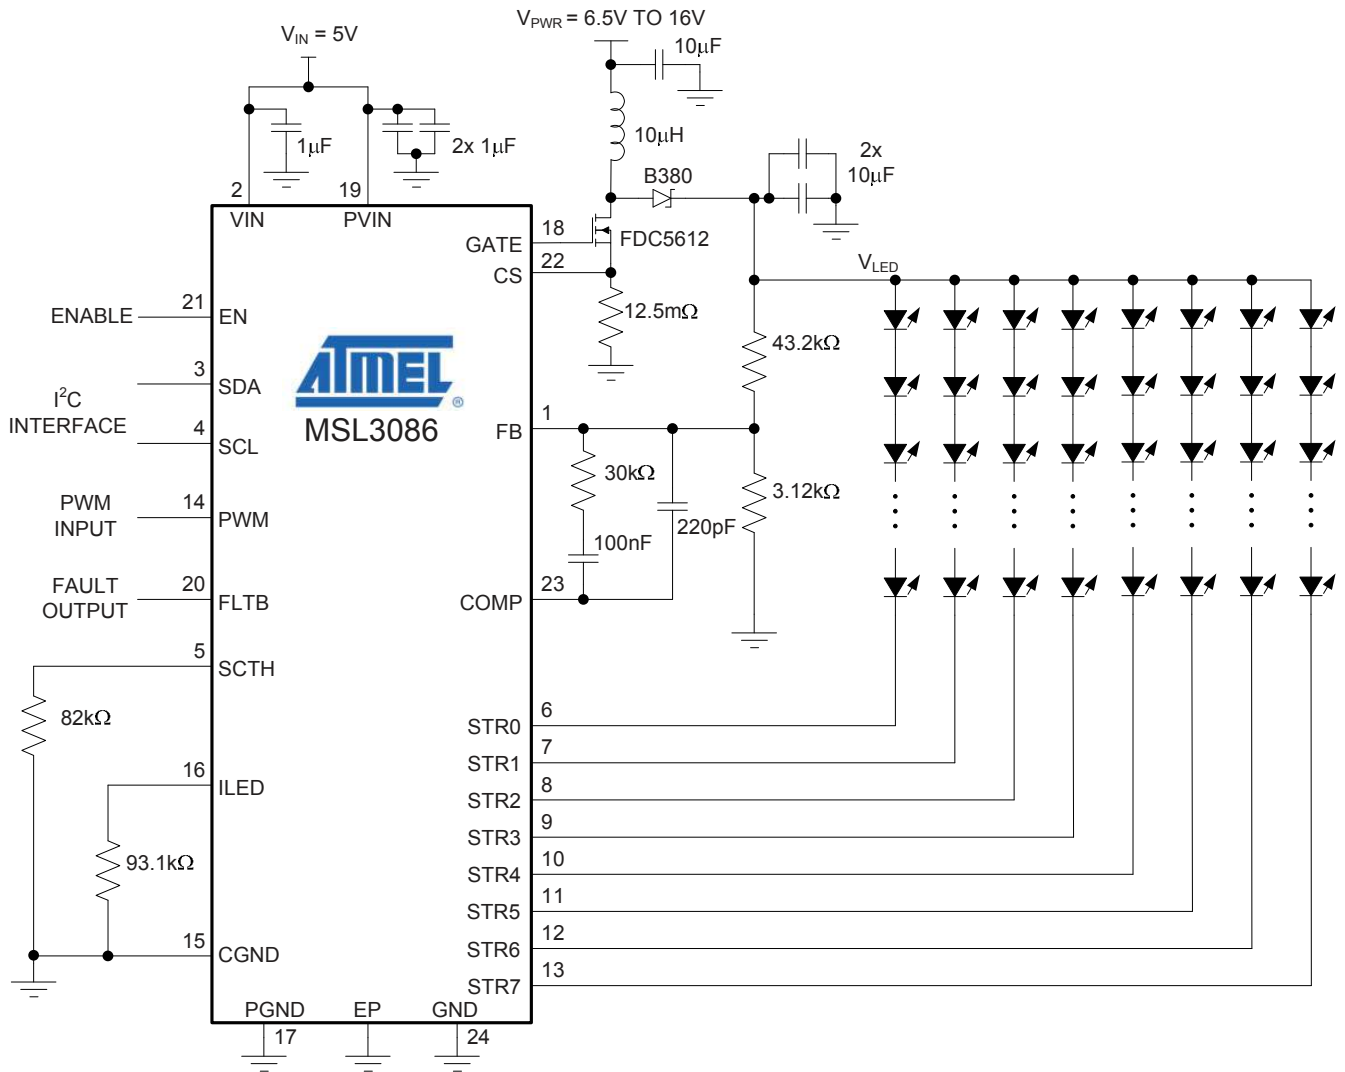 V_PWR = 6.5V TO 16V
V_IN = 5V
10μF
1μF
2x 1μF
10μH
2x
10μF
B380
2
19
VIN
PVIN
18
GATE
FDC5612
22
CS
V_LED
21
ENABLE
EN
12.5mΩ
43.2kΩ
ATMEL®
MSL3086
3
SDA
I²C
INTERFACE
4
SCL
1
FB
30kΩ
3.12kΩ
PWM
INPUT
14
PWM
220pF
100nF
FAULT
OUTPUT
20
FLTB
23
COMP
5
SCTH
82kΩ
6
STR0
7
STR1
16
ILED
8
STR2
9
STR3
93.1kΩ
10
STR4
11
STR5
15
CGND
12
STR6
13
STR7
PGND
EP
GND
17
24